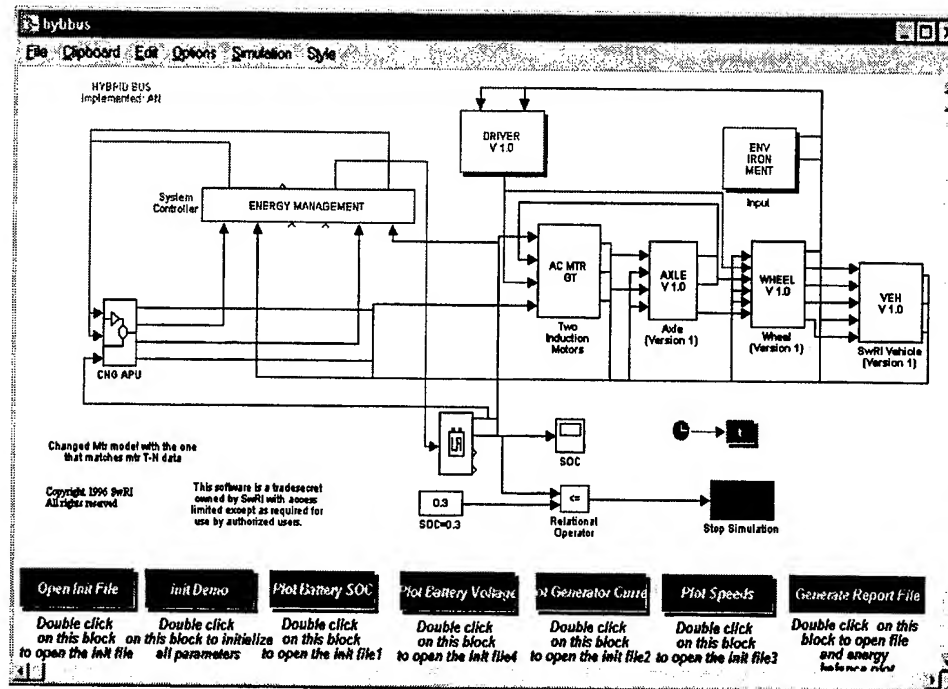 hybbus
File Clipboard Edit Options Simulation Style
HYBRID BUS
Implemented: AN
DRIVER
V 1.0
ENV
IRON
MENT
Input
System
Controller
ENERGY MANAGEMENT
AC MTR
GT
Two
Induction
Motors
AXLE
V 1.0
Axle
(Version 1)
WHEEL
V 1.0
Wheel
(Version 1)
VEH
V 1.0
SwRI Vehicle
(Version 1)
CNG APU
SOC
t
Changed Mtr model with the one
that matches mtr T-N data
Copyright 1996 SwRI
All rights reserved
This software is a tradesecret
owned by SwRI with access
limited except as required for
use by authorized users.
0.3
SOC=0.3
<=
Relational
Operator
Stop Simulation
Open Init File
Double click
on this block
to open the init file
init Demo
Double click
on this block to initialize
all parameters
Plot Battery SOC
Double click
on this block
to open the init file1
Plot Battery Voltage
Double click
on this block
to open the init file4
ot Generator Curre
Double click
on this block
to open the init file2
Plot Speeds
Double click
on this block
to open the init file3
Generate Report File
Double click on this
block to open file
and energy
balance plot